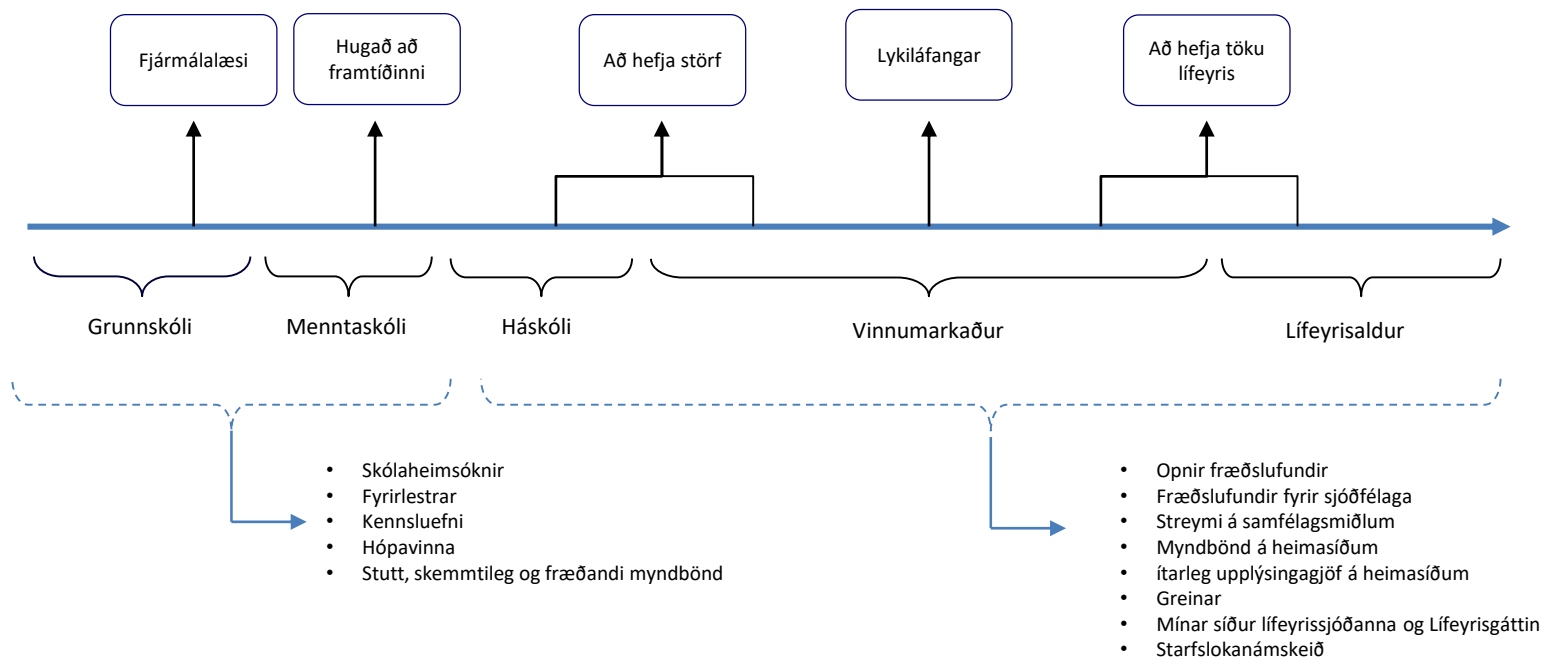 Fjármálalæsi
Hugað að
framtíðinni
Að hefja störf
Lykiláfangar
Að hefja töku
lífeyris
Grunnskóli
Menntaskóli
Háskóli
Vinnumarkaður
Lífeyrisaldur
• Skólaheimsóknir
• Fyrirlestrar
• Kennsluefni
• Hópavinna
• Stutt, skemmtileg og fræðandi myndbönd
• Opnir fræðslufundir
• Fræðslufundir fyrir sjóðfélaga
• Streymi á samfélagsmiðlum
• Myndbönd á heimasíðum
• ítarleg upplýsingagjöf á heimasíðum
• Greinar
• Mínar síður lífeyrissjóðanna og Lífeyrisgáttin
• Starfslokanámskeið